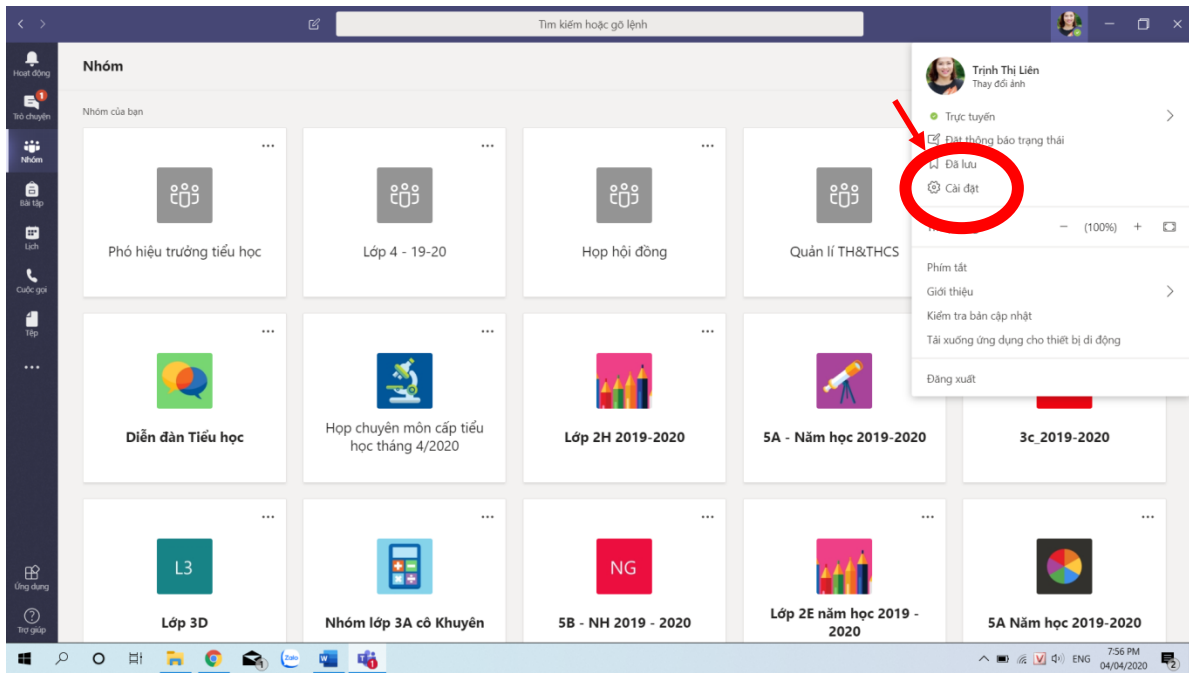 Tìm kiếm hoặc gõ lệnh
Hoạt động
Trò chuyện
1
Nhóm
Bài tập
Lịch
Cuộc gọi
Tệp
Ứng dụng
Trợ giúp
Nhóm
Nhóm của bạn
Phó hiệu trưởng tiểu học
Lớp 4 - 19-20
Họp hội đồng
Quản lí TH&THCS
Diễn đàn Tiểu học
Họp chuyên môn cấp tiểu
học tháng 4/2020
Lớp 2H 2019-2020
5A - Năm học 2019-2020
3c_2019-2020
L3
Lớp 3D
Nhóm lớp 3A cô Khuyên
NG
5B - NH 2019 - 2020
Lớp 2E năm học 2019 -
2020
5A Năm học 2019-2020
Trịnh Thị Liên
Thay đổi ảnh
Trực tuyến
Đặt thông báo trạng thái
Đã lưu
Cài đặt
(100%)
Phím tắt
Giới thiệu
Kiểm tra bản cập nhật
Tải xuống ứng dụng cho thiết bị di động
Đăng xuất
Zalo
W
ENG
7:56 PM
04/04/2020
2